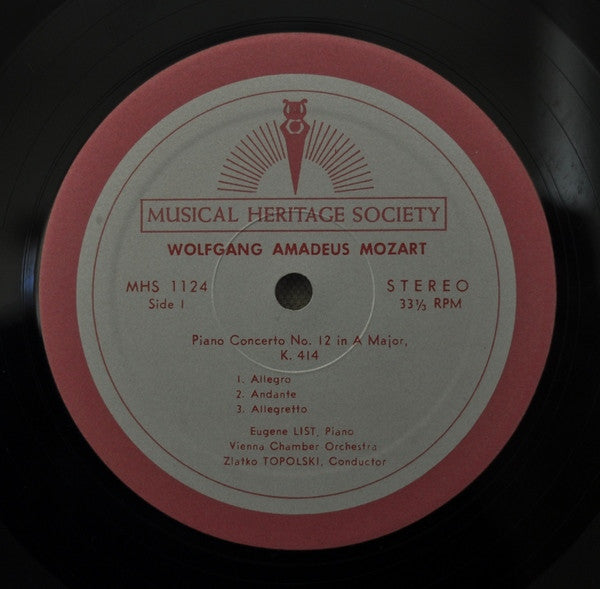 MUSICAL HERITAGE SOCIETY
WOLFGANG AMADEUS MOZART
MHS 1124 STEREO
Side 1 33⅓ RPM
Piano Concerto No. 12 in A Major,
K. 414
1. Allegro
2. Andante
3. Allegretto
Eugene LIST, Piano
Vienna Chamber Orchestra
Zlatko TOPOLSKI, Conductor